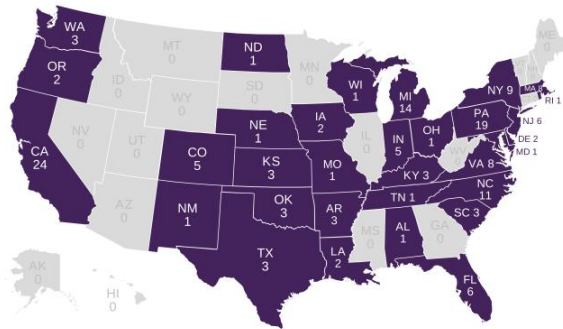 WA
3
OR
2
CA
24
NV
0
ID
0
MT
0
WY
0
UT
0
AZ
0
CO
5
NM
1
ND
1
SD
0
NE
1
KS
3
OK
3
TX
3
MN
0
IA
2
MO
1
AR
3
LA
2
WI
1
IL
0
MI
14
IN
5
OH
1
KY 3
TN 1
MS
0
AL
1
GA
0
FL
6
SC 3
NC
11
VA 8
WV
0
PA
19
NY 9
ME
0
RI 1
NJ 6
DE 2
MD 1
AK
0
HI
0